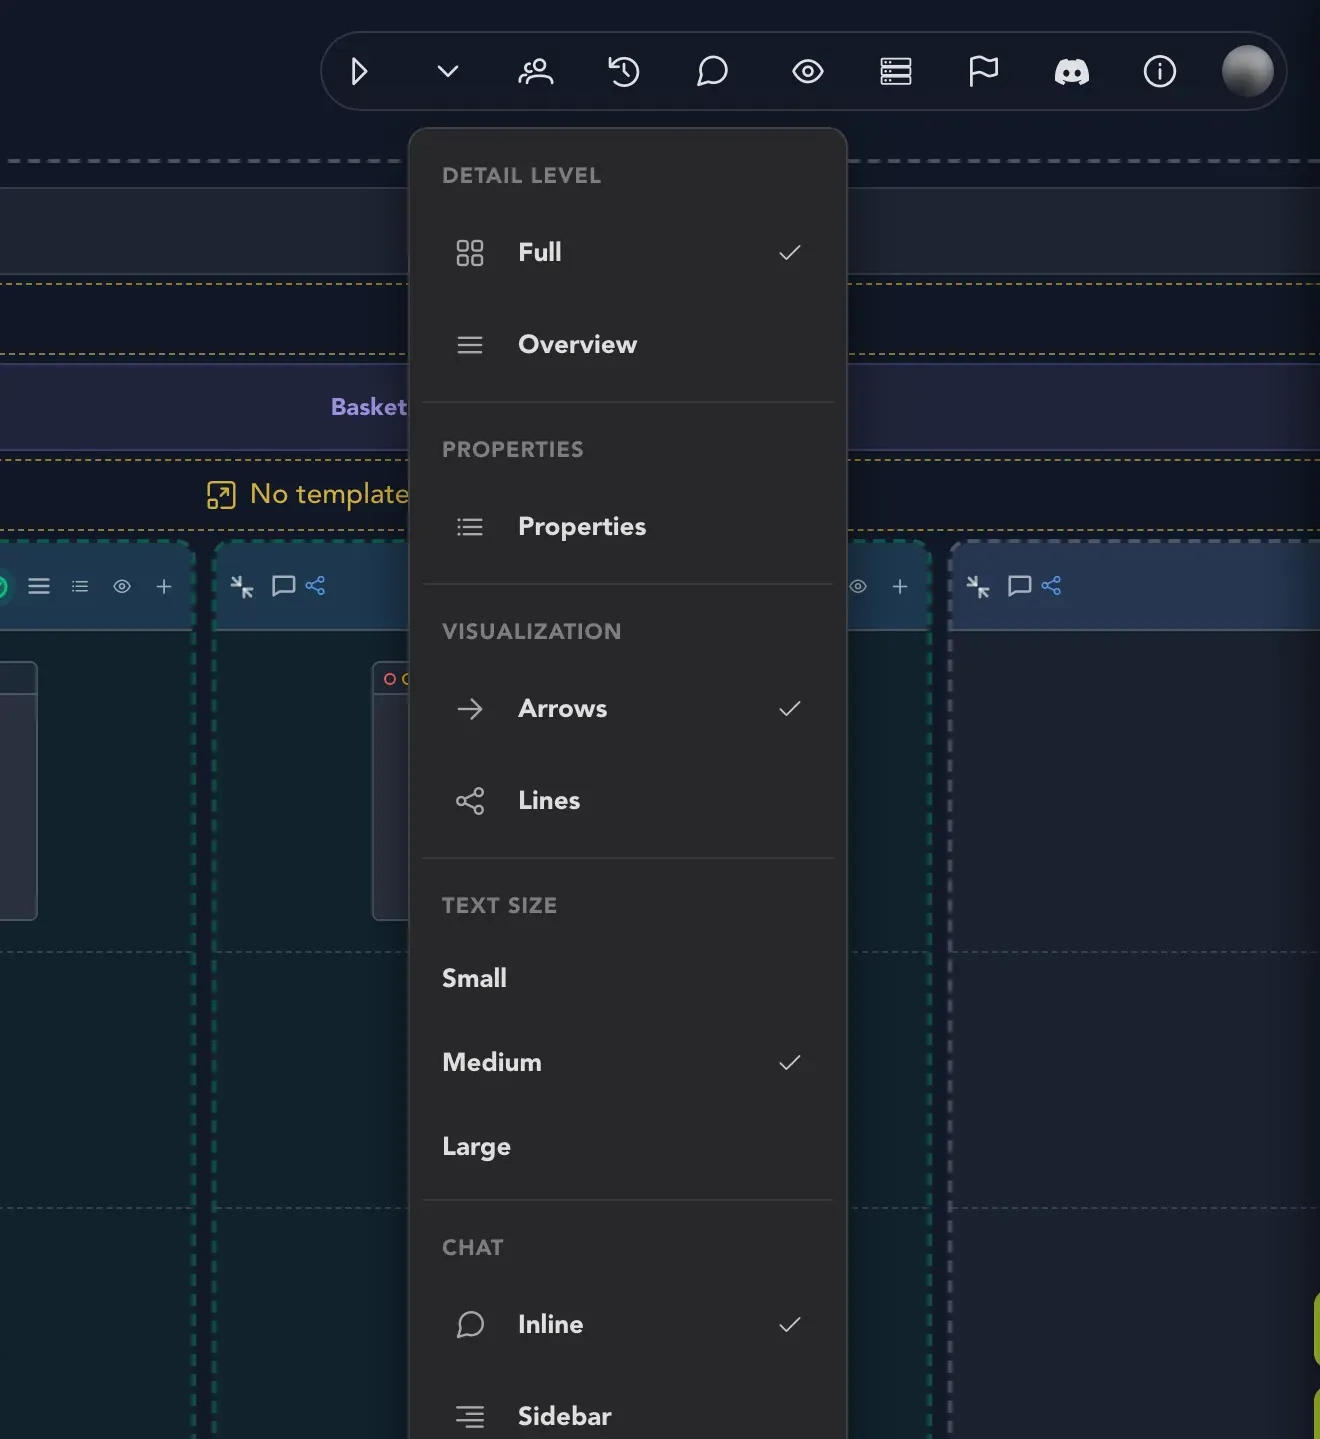 DETAIL LEVEL
Full
Overview
Basket
PROPERTIES
No template
Properties
VISUALIZATION
Arrows
Lines
TEXT SIZE
Small
Medium
Large
CHAT
Inline
Sidebar